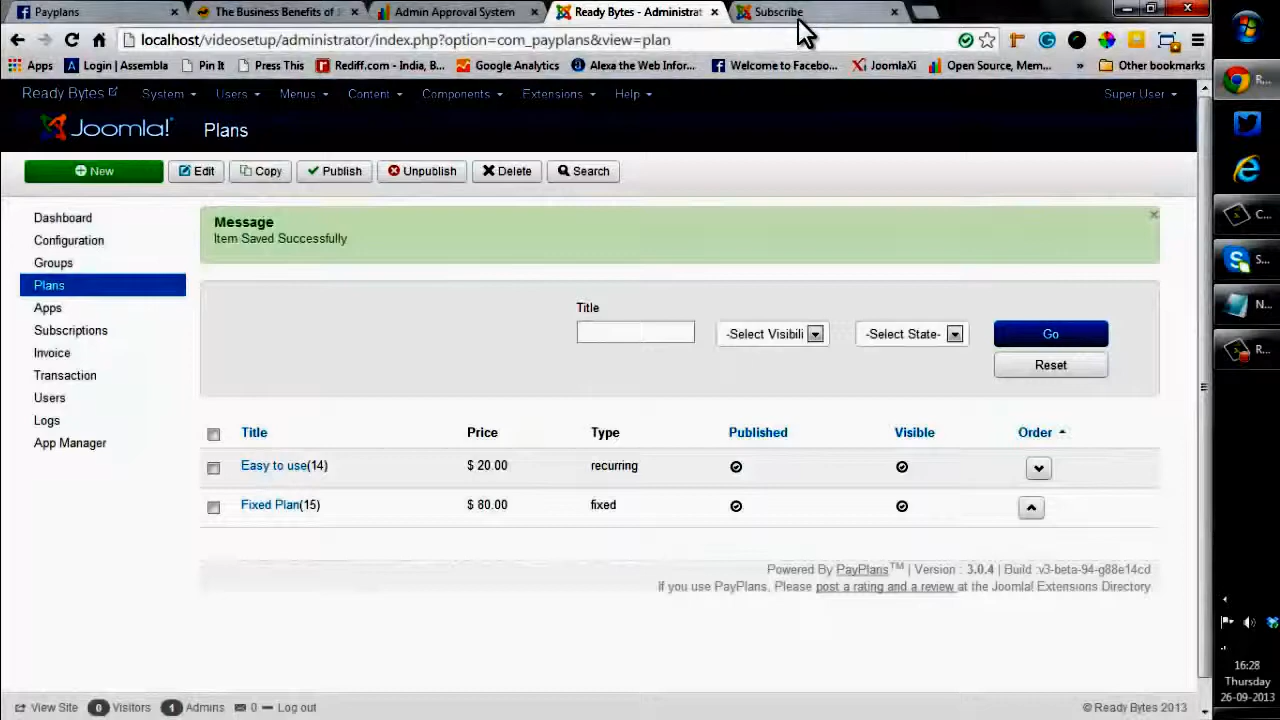 Payplans
The Business Benefits of J
Admin Approval System
Ready Bytes - Administrat
Subscribe
localhost/videosetup/administrator/index.php?option=com_payplans&view=plan
Apps
Login | Assembla
Pin It
Press This
Rediff.com - India, B...
Google Analytics
Alexa the Web Infor...
Welcome to Facebo...
JoomlaXi
Open Source, Mem...
»
Other bookmarks
Ready Bytes
System
Users
Menus
Content
Components
Extensions
Help
Super User
Joomla!
Plans
New
Edit
Copy
Publish
Unpublish
Delete
Search
Dashboard
Configuration
Groups
Plans
Apps
Subscriptions
Invoice
Transaction
Users
Logs
App Manager
Message
Item Saved Successfully
Title
-Select Visibili
-Select State-
Go
Reset
Title Price Type Published Visible Order
Easy to use(14) $ 20.00 recurring
Fixed Plan(15) $ 80.00 fixed
Powered By PayPlans™ | Version : 3.0.4 | Build :v3-beta-94-g88e14cd
If you use PayPlans, Please post a rating and a review at the Joomla! Extensions Directory
View Site 0 Visitors 1 Admins 0 — Log out
© Ready Bytes 2013
R...
C...
S...
N...
R...
16:28
Thursday
26-09-2013